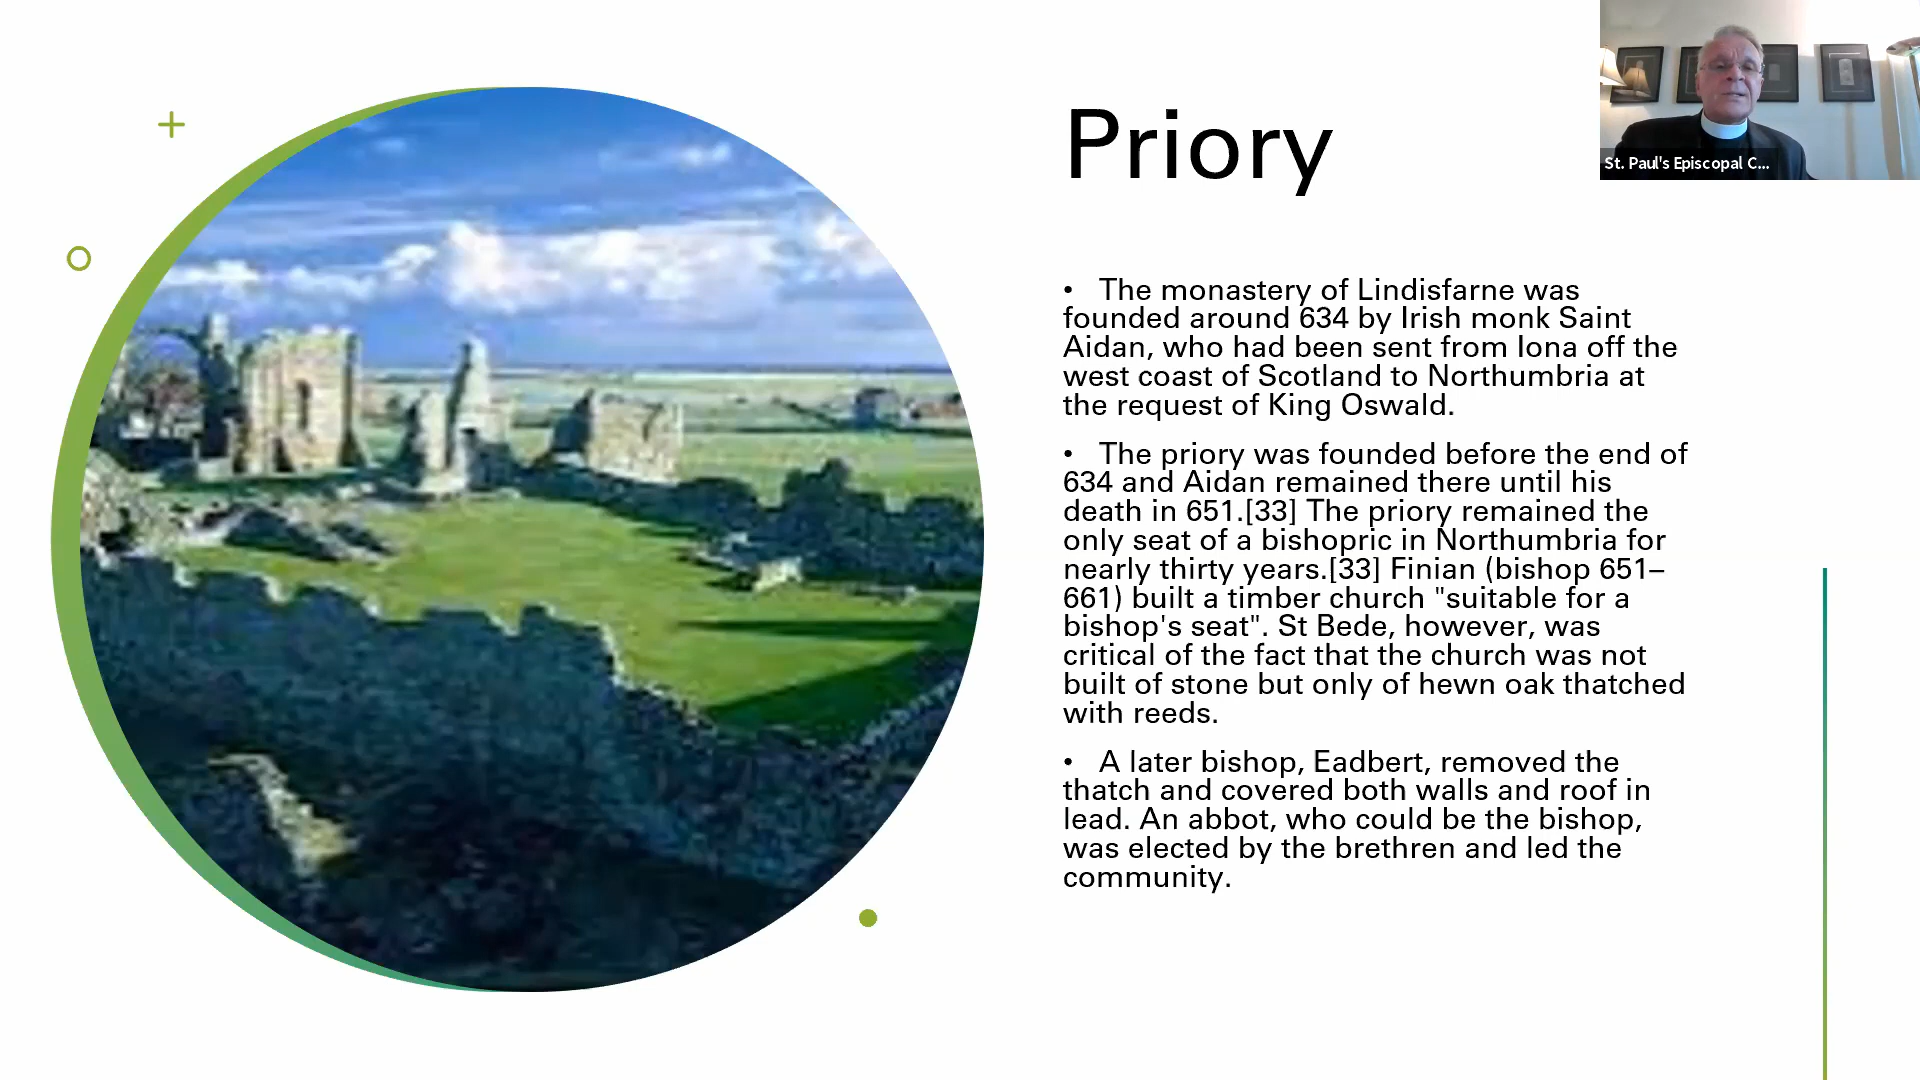 Priory
St. Paul's Episcopal C...
• The monastery of Lindisfarne was
founded around 634 by Irish monk Saint
Aidan, who had been sent from Iona off the
west coast of Scotland to Northumbria at
the request of King Oswald.
• The priory was founded before the end of
634 and Aidan remained there until his
death in 651.[33] The priory remained the
only seat of a bishopric in Northumbria for
nearly thirty years.[33] Finian (bishop 651–
661) built a timber church "suitable for a
bishop's seat". St Bede, however, was
critical of the fact that the church was not
built of stone but only of hewn oak thatched
with reeds.
• A later bishop, Eadbert, removed the
thatch and covered both walls and roof in
lead. An abbot, who could be the bishop,
was elected by the brethren and led the
community.